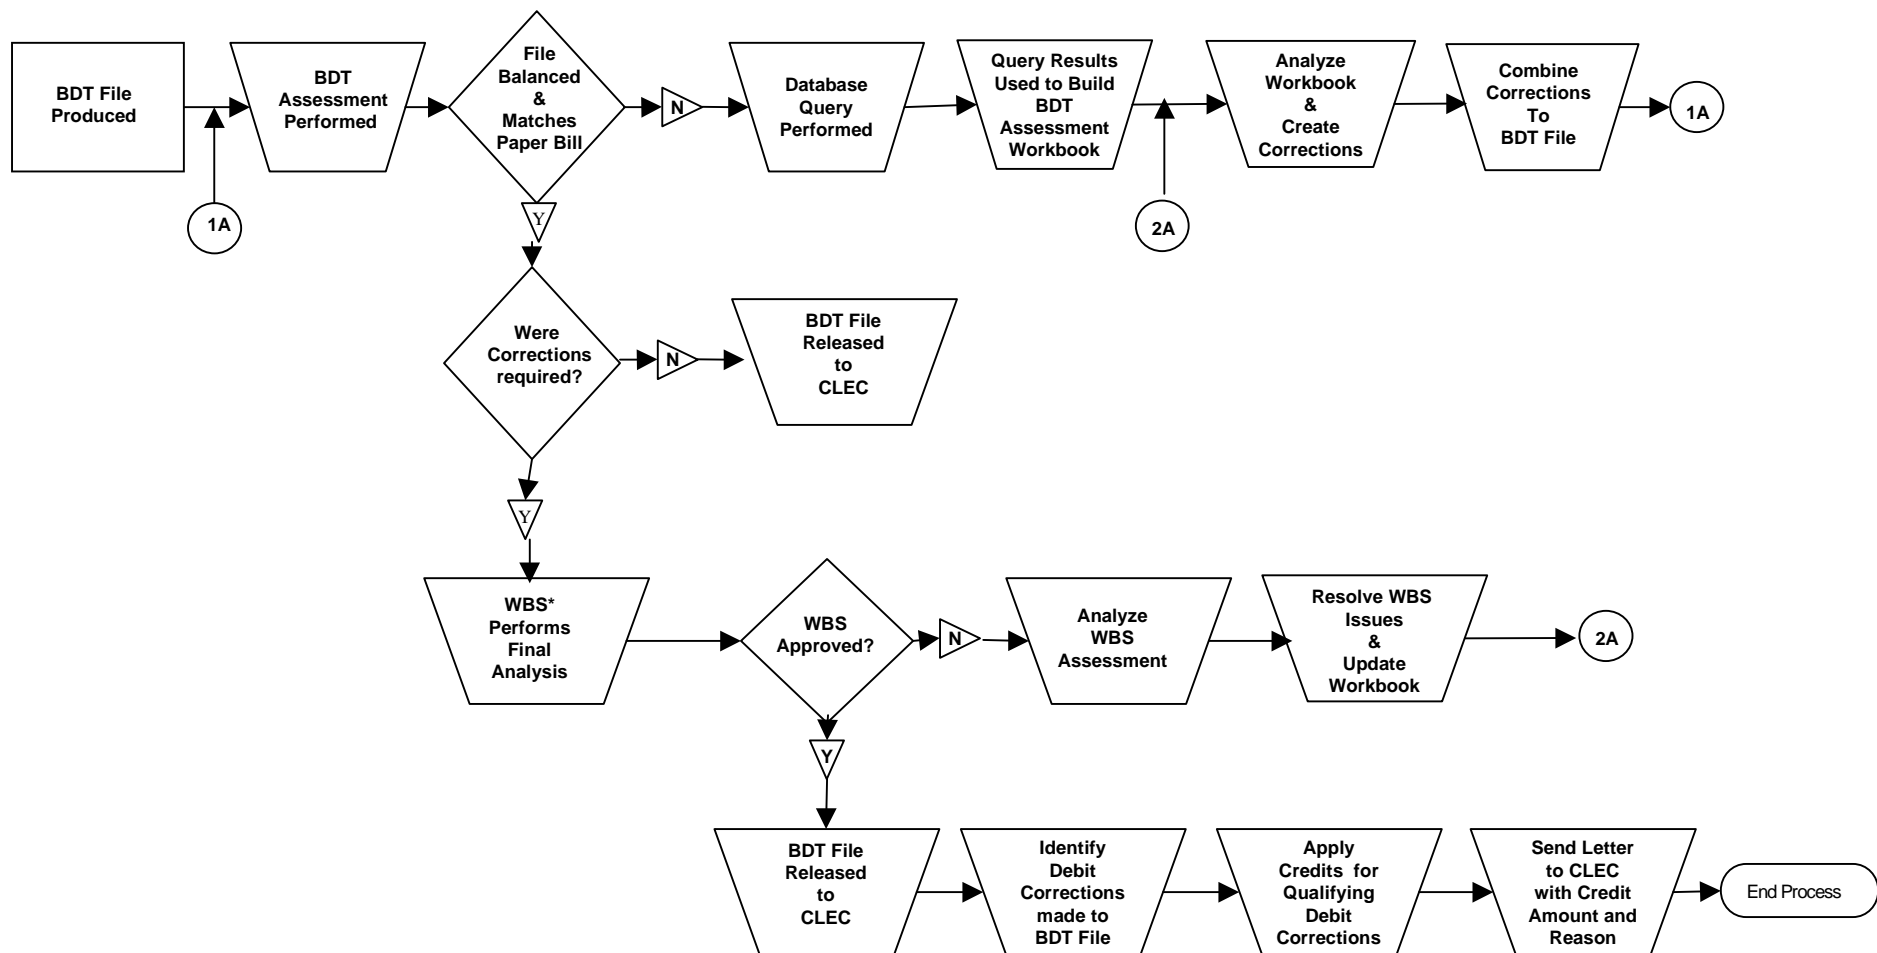 BDT File
Produced
BDT
Assessment
Performed
File
Balanced
&
Matches
Paper Bill
N
Database
Query
Performed
Query Results
Used to Build
BDT
Assessment
Workbook
Analyze
Workbook
&
Create
Corrections
Combine
Corrections
To
BDT File
1A
1A
2A
Y
Were
Corrections
required?
N
BDT File
Released
to
CLEC
Y
WBS*
Performs
Final
Analysis
WBS
Approved?
N
Analyze
WBS
Assessment
Resolve WBS
Issues
&
Update
Workbook
2A
Y
BDT File
Released
to
CLEC
Identify
Debit
Corrections
made to
BDT File
Apply
Credits for
Qualifying
Debit
Corrections
Send Letter
to CLEC
with Credit
Amount and
Reason
End Process